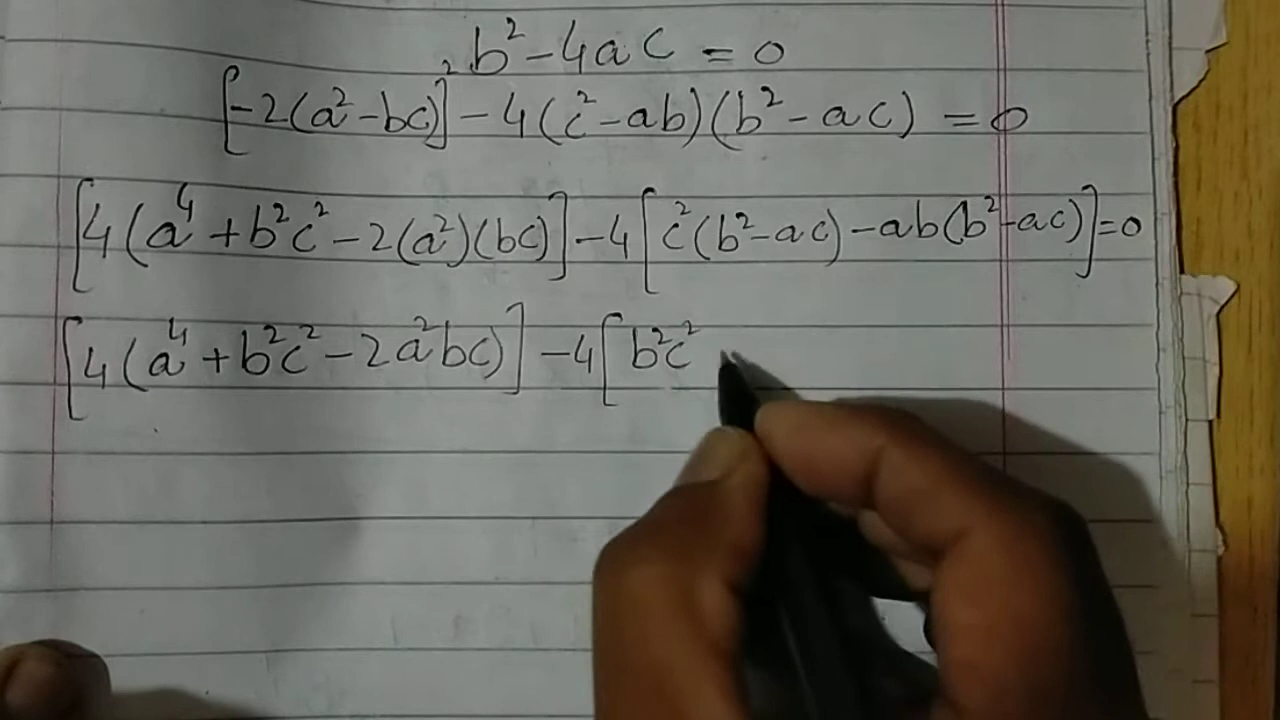 b² - 4ac = 0
[-2(a² - bc)]² - 4(c² - ab)(b² - ac) = 0
[4(a⁴ + b²c² - 2(a²)(bc)] - 4[c²(b² - ac) - ab(b² - ac)] = 0
[4(a⁴ + b²c² - 2a²bc)] - 4[b²c²